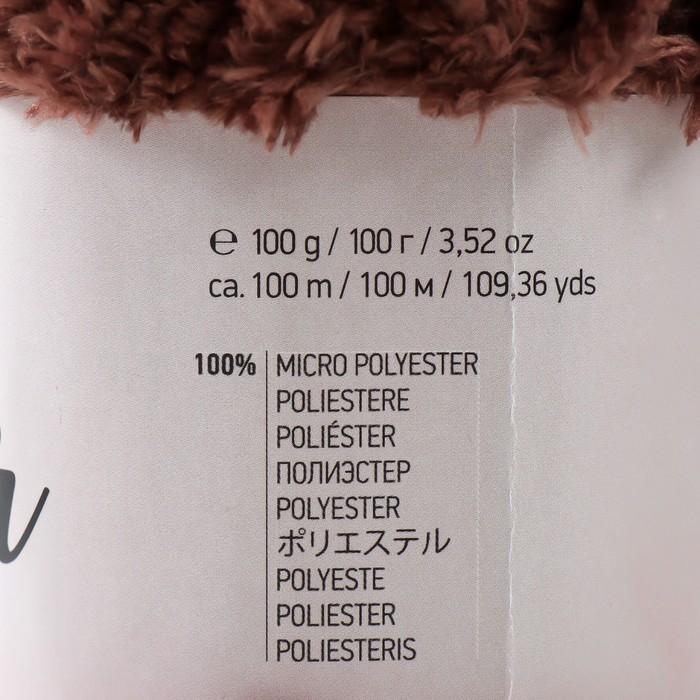 ℮ 100 g / 100 г / 3,52 oz
ca. 100 m / 100 м / 109,36 yds
100% MICRO POLYESTER
POLIESTERE
POLIÉSTER
ПОЛИЭСТЕР
POLYESTER
ポリエステル
POLYESTE
POLIESTER
POLIESTERIS